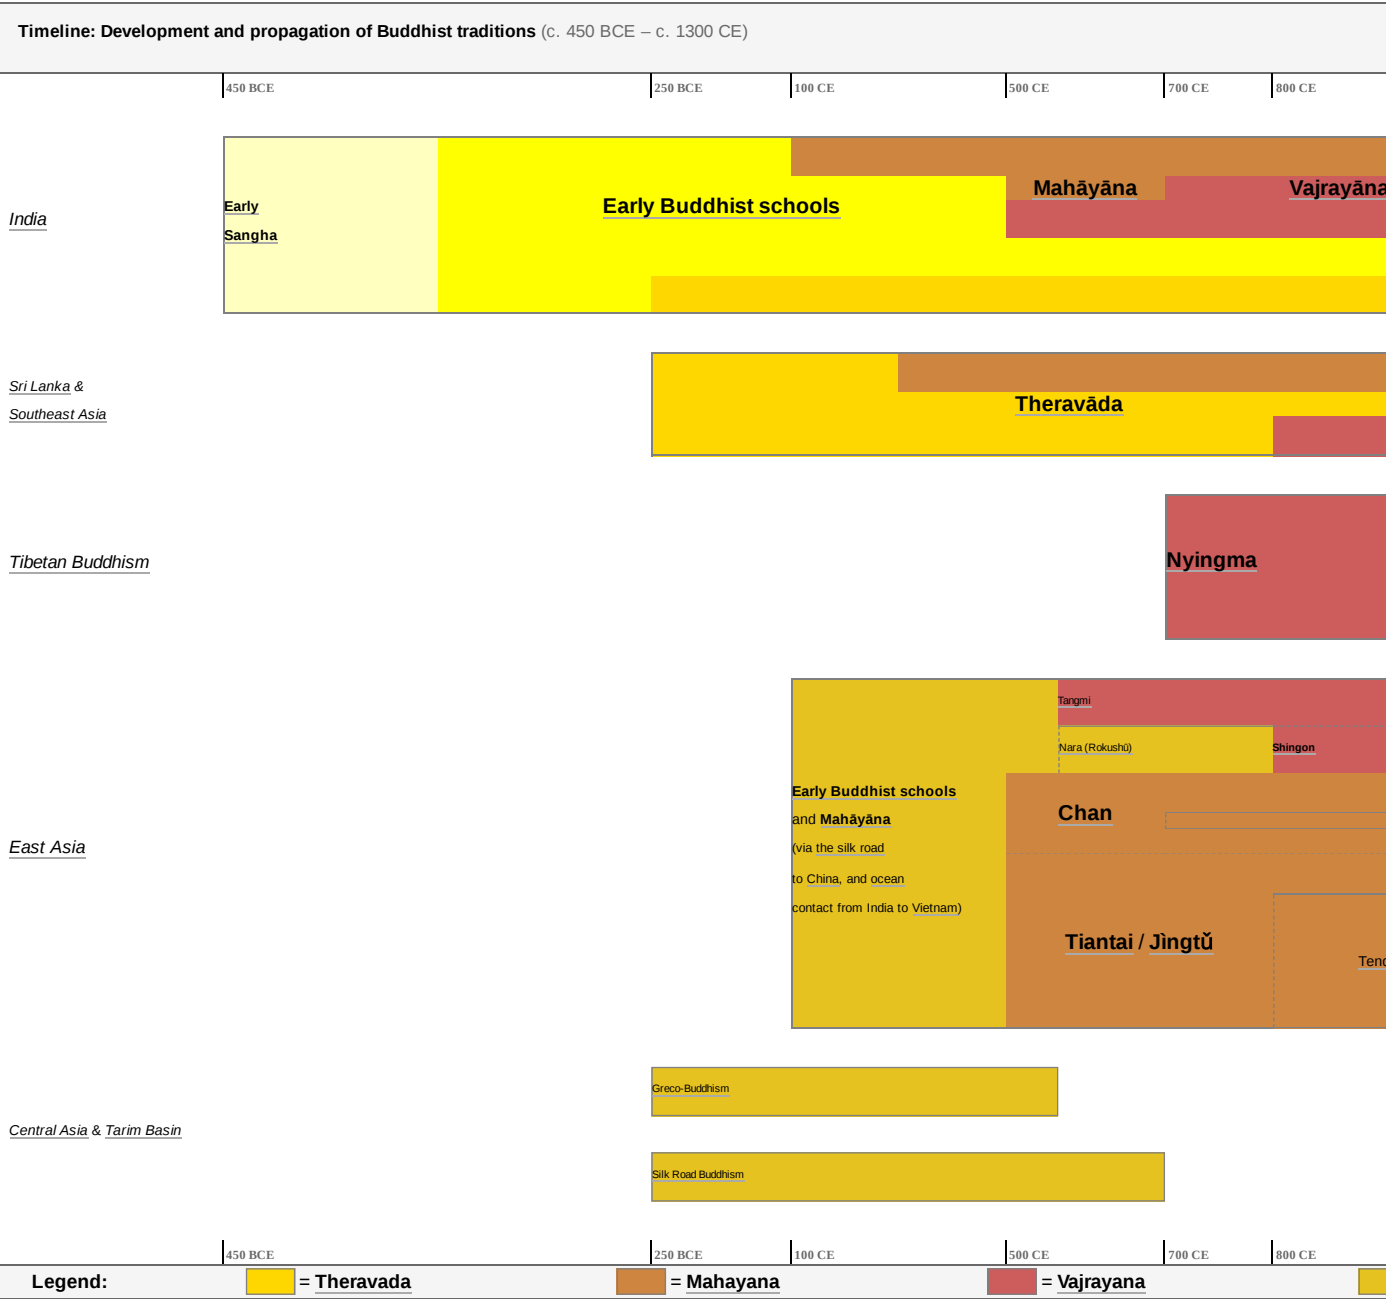 Timeline: Development and propagation of Buddhist traditions (c. 450 BCE – c. 1300 CE)
450 BCE 250 BCE 100 CE 500 CE 700 CE 800 CE
India
Early
Sangha
Early Buddhist schools
Mahāyāna
Vajrayāna
Sri Lanka &
Southeast Asia
Theravāda
Tibetan Buddhism
Nyingma
East Asia
Early Buddhist schools
and Mahāyāna
(via the silk road
to China, and ocean
contact from India to Vietnam)
Tangmi
Nara (Rokushū)
Shingon
Chan
Tiantai / Jìngtǔ
Central Asia & Tarim Basin
Greco-Buddhism
Silk Road Buddhism
450 BCE 250 BCE 100 CE 500 CE 700 CE 800 CE
Legend: = Theravada = Mahayana = Vajrayana